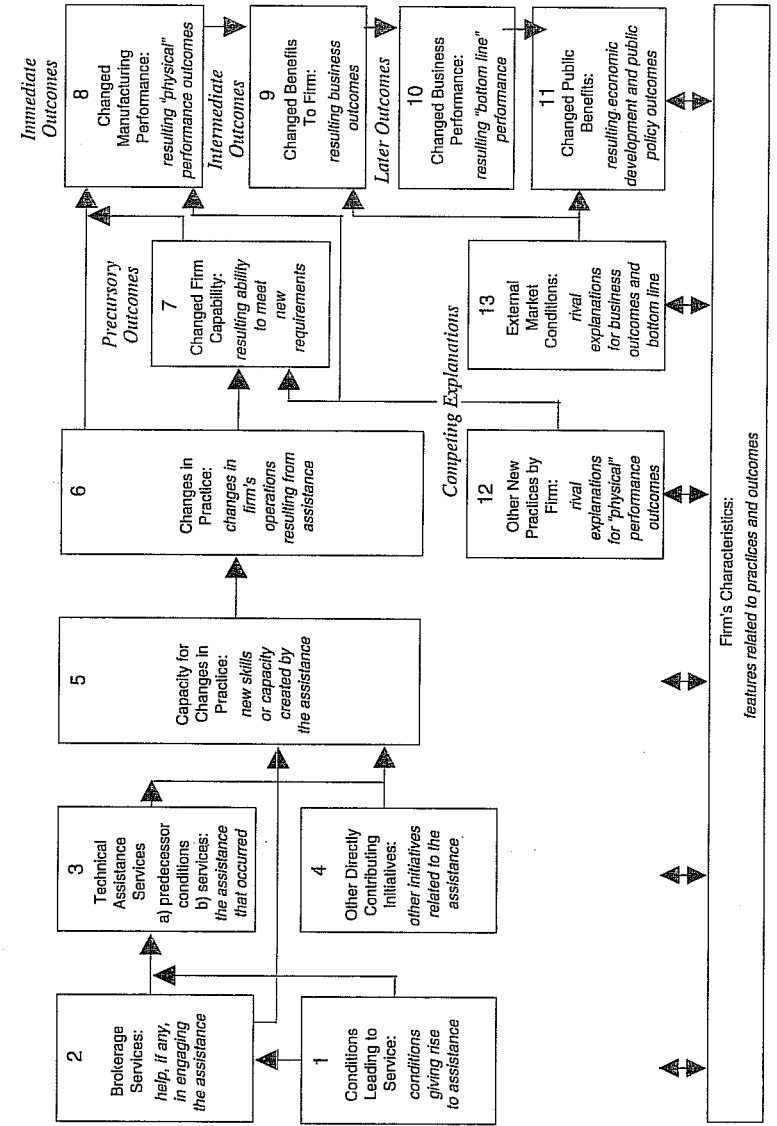 1
Conditions
Leading to
Service:
conditions
giving rise
to assistance
2
Brokerage
Services:
help, if any,
in engaging
the assistance
3
Technical
Assistance
Services
a) predecessor
conditions
b) services:
the assistance
that occurred
4
Other Directly
Contributing
Initiatives:
other initiatives
related to the
assistance
5
Capacity for
Changes in
Practice:
new skills
or capacity
created by
the assistance
6
Changes in
Practice:
changes in
firm's
operations
resulting from
assistance
Precursory
Outcomes
7
Changed Firm
Capability:
resulting ability
to meet
new
requirements
Immediate
Outcomes
8
Changed
Manufacturing
Performance:
resulting "physical"
performance outcomes
Intermediate
Outcomes
9
Changed Benefits
To Firm:
resulting business
outcomes
Later Outcomes
10
Changed Business
Performance:
resulting "bottom line"
performance
11
Changed Public
Benefits:
resulting economic
development and public
policy outcomes
Competing Explanations
12
Other New
Practices by
Firm:
rival
explanations
for "physical"
performance
outcomes
13
External
Market
Conditions:
rival
explanations
for business
outcomes and
bottom line
Firm's Characteristics:
features related to practices and outcomes